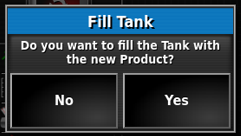 Fill Tank
Do you want to fill the Tank with
the new Product?
No
Yes